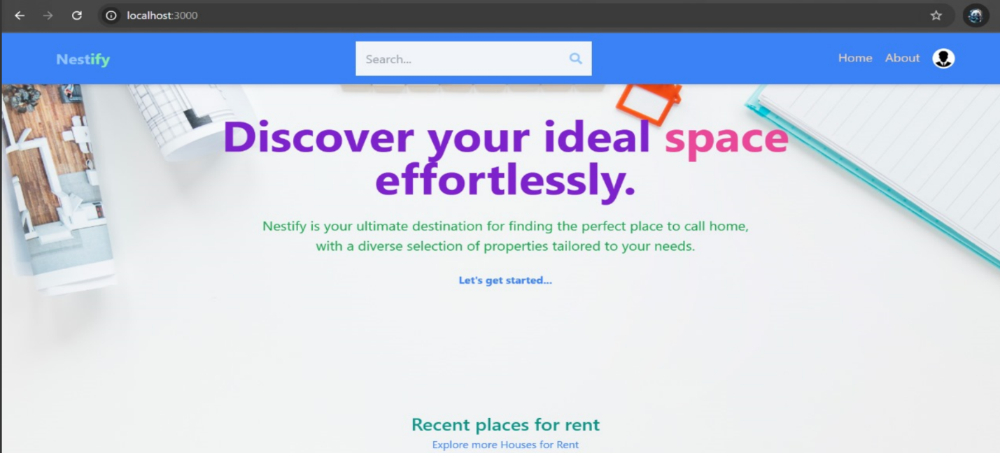 localhost:3000
Nestify
Search...
Home
About
Discover your ideal space
effortlessly.
Nestify is your ultimate destination for finding the perfect place to call home,
with a diverse selection of properties tailored to your needs.
Let's get started...
Recent places for rent
Explore more Houses for Rent